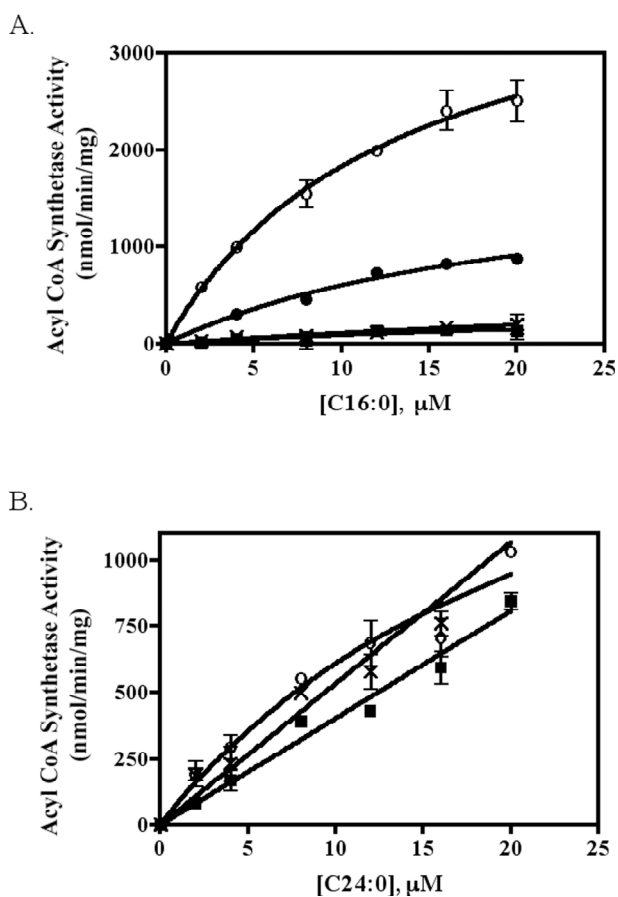 A.
3000
2000
1000
0
Acyl CoA Synthetase Activity
(nmol/min/mg)
0 5 10 15 20 25
[C16:0], μM
B.
1000
750
500
250
0
Acyl CoA Synthetase Activity
(nmol/min/mg)
0 5 10 15 20 25
[C24:0], μM